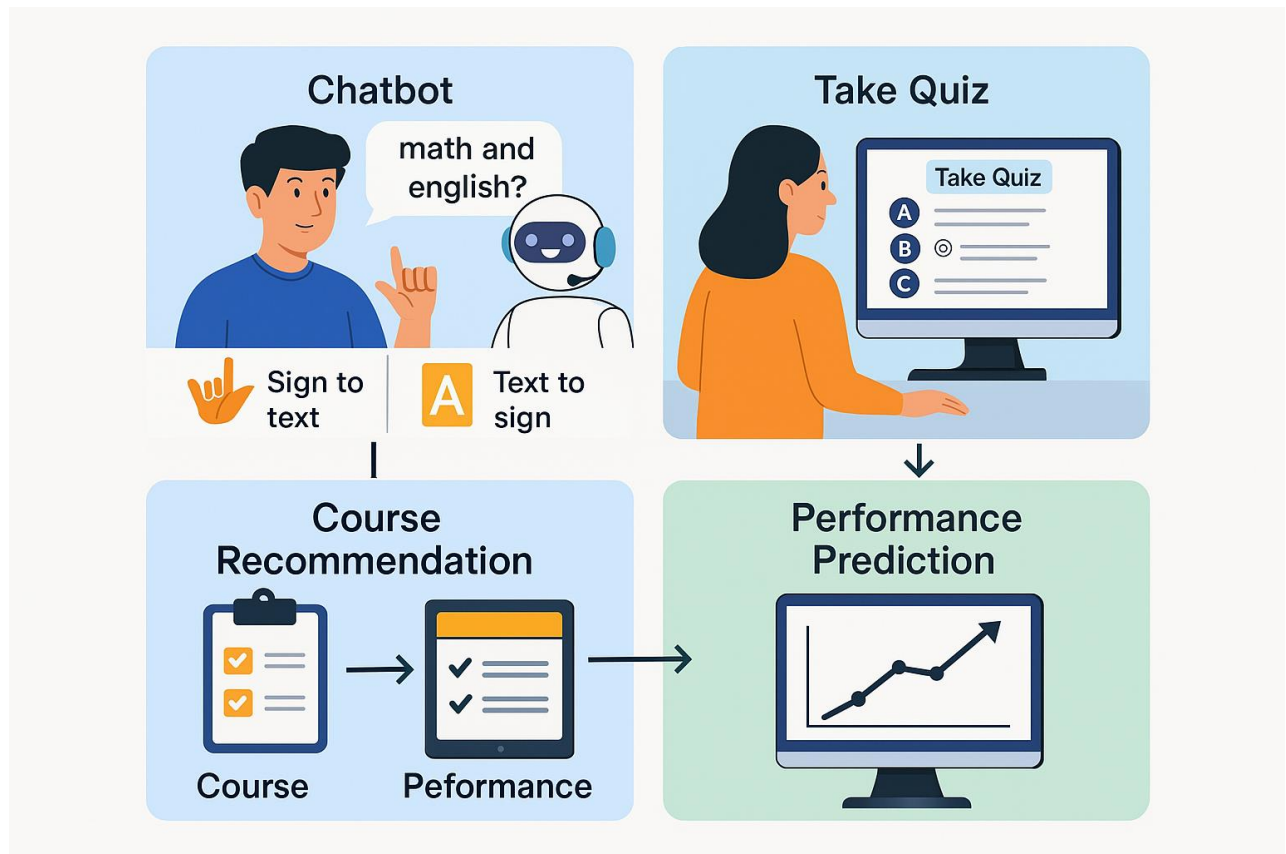 Chatbot
math and
english?
Sign to
text
A
Text to
sign
Take Quiz
Take Quiz
A
B
C
Course
Recommendation
Course
Peformance
Performance
Prediction